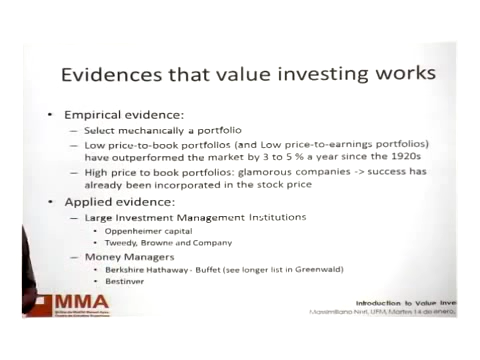 Evidences that value investing works
• Empirical evidence:
– Select mechanically a portfolio
– Low price-to-book portfolios (and Low price-to-earnings portfolios)
have outperformed the market by 3 to 5 % a year since the 1920s
– High price to book portfolios: glamorous companies -> success has
already been incorporated in the stock price
• Applied evidence:
– Large Investment Management Institutions
• Oppenheimer capital
• Tweedy, Browne and Company
– Money Managers
• Berkshire Hathaway - Buffet (see longer list in Greenwald)
• Bestinver
MMA
Introduction to Value Inve
Massimiliano UFM, Martes 14 de enero,